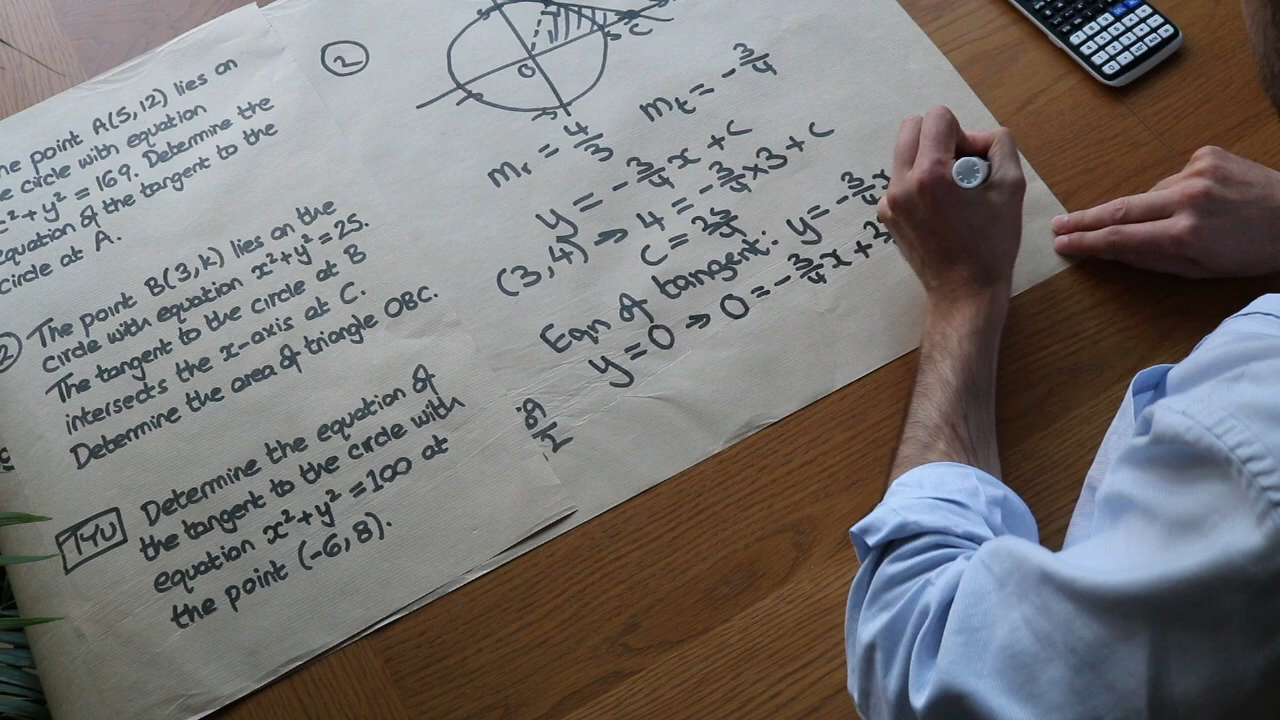 he point A(5, 12) lies on
e circle with equation
x² + y² = 169. Determine the
equation of the tangent to the
circle at A.
② The point B(3, k) lies on the
circle with equation x² + y² = 25.
The tangent to the circle at B
intersects the x-axis at C.
Determine the area of triangle OBC.
TYU Determine the equation of
the tangent to the circle with
equation x² + y² = 100 at
the point (-6, 8).
②
O
C
mr = 4/3
mt = -3/4
y = -3/4 x + c
(3, 4) → 4 = -3/4 × 3 + c
c = 25/4
Eqn of tangent: y = -3/4 x
y = 0 → 0 = -3/4 x + 2